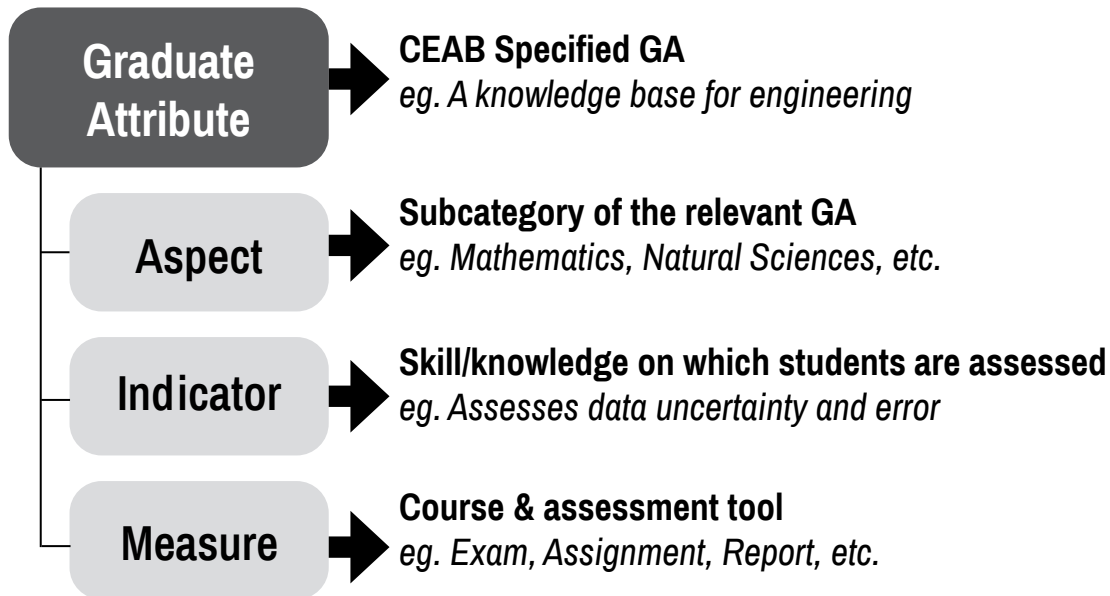 Graduate
Attribute
CEAB Specified GA
eg. A knowledge base for engineering
Aspect
Subcategory of the relevant GA
eg. Mathematics, Natural Sciences, etc.
Indicator
Skill/knowledge on which students are assessed
eg. Assesses data uncertainty and error
Measure
Course & assessment tool
eg. Exam, Assignment, Report, etc.